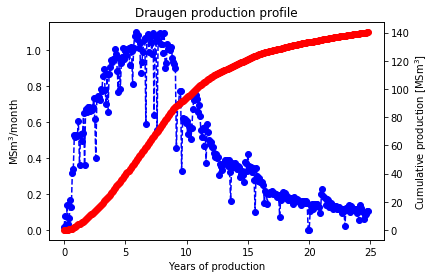 Draugen production profile
1.0
0.8
0.6
0.4
0.2
0.0
MSm³/month
140
120
100
80
60
40
20
0
Cumulative production [MSm³]
0 5 10 15 20 25
Years of production